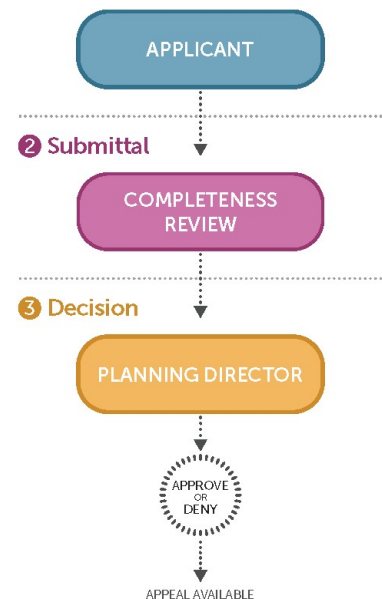 APPLICANT
2 Submittal
COMPLETENESS
REVIEW
3 Decision
PLANNING DIRECTOR
APPROVE
OR
DENY
APPEAL AVAILABLE